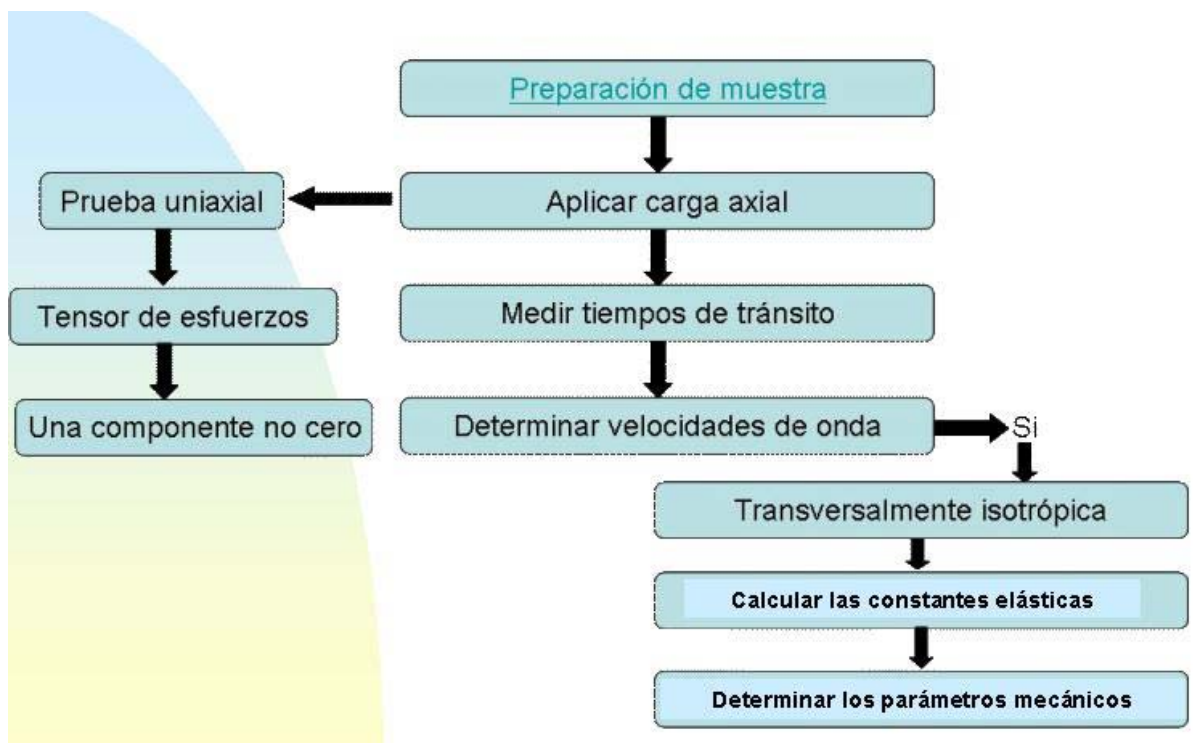 Preparación de muestra
Prueba uniaxial
Aplicar carga axial
Tensor de esfuerzos
Medir tiempos de tránsito
Una componente no cero
Determinar velocidades de onda
Si
Transversalmente isotrópica
Calcular las constantes elásticas
Determinar los parámetros mecánicos